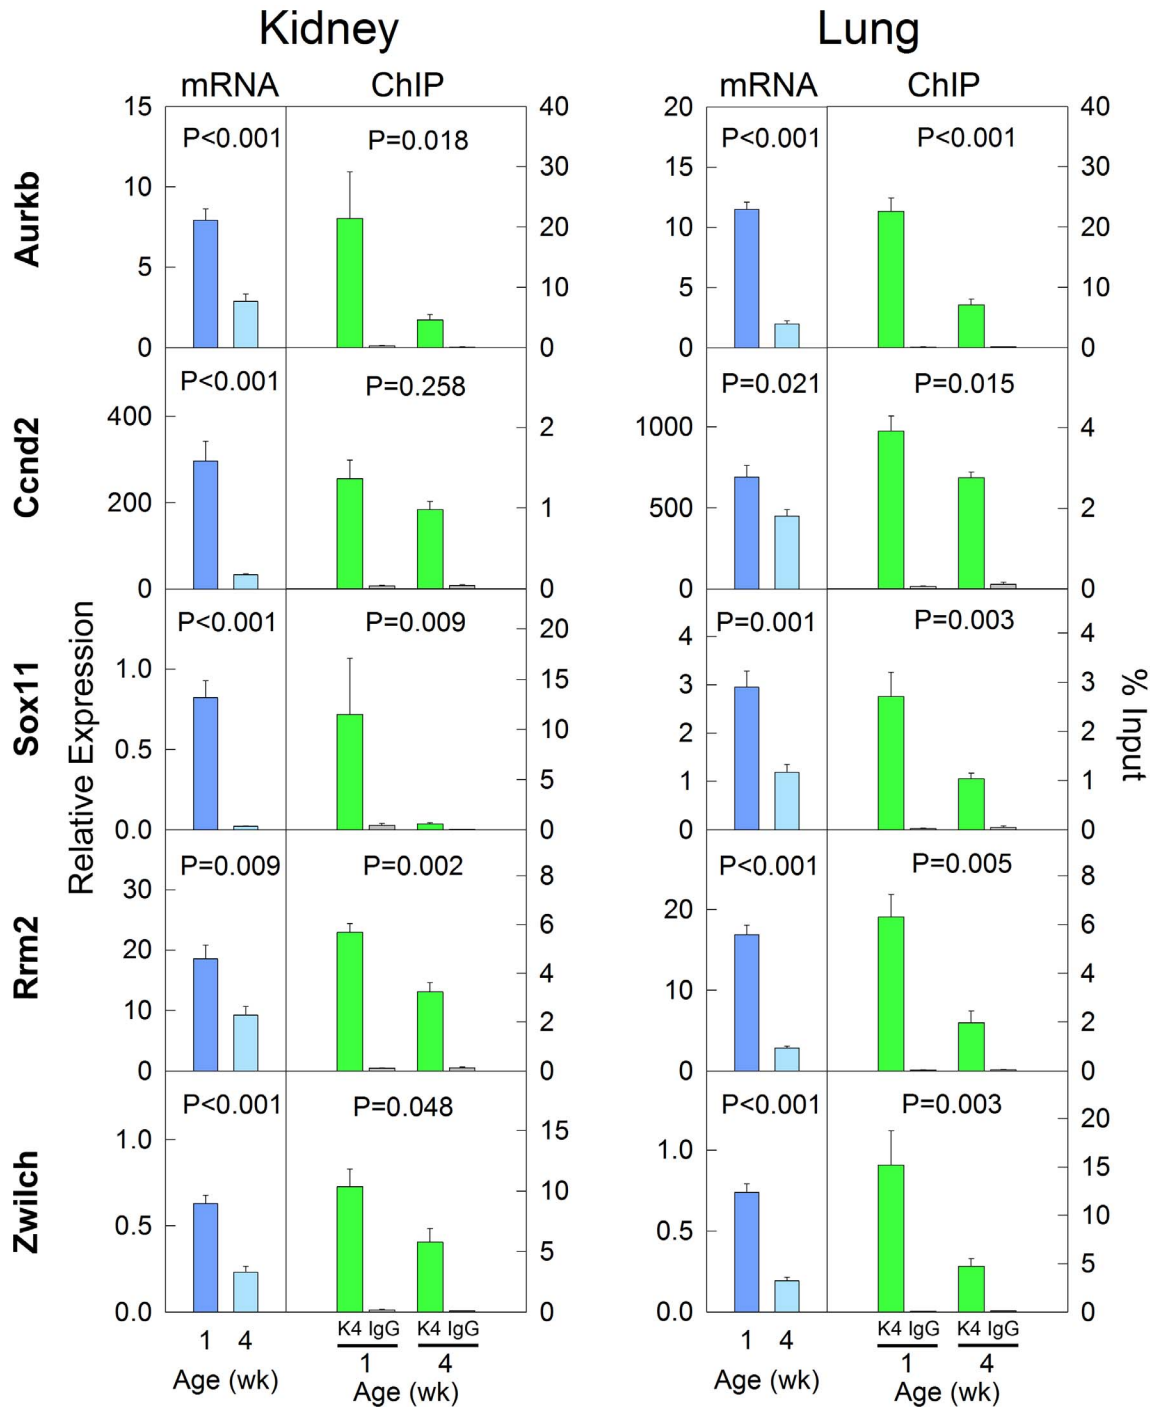 Kidney Lung
mRNA ChIP mRNA ChIP
Aurkb
15 P<0.001 P=0.018 40 20 P<0.001 P<0.001 40
30 15 30
10
20 10 20
5
10 5 10
0 0 0 0
Ccnd2
P<0.001 P=0.258 P=0.021 P=0.015
400 2 1000 4
200 1 500 2
0 0 0 0
Relative Expression
% Input
Sox11
P<0.001 P=0.009 P=0.001 P=0.003
20 4 4
1.0 15 3 3
10 2 2
0.5
5 1 1
0.0 0 0 0
Rrm2
P=0.009 P=0.002 P<0.001 P=0.005
30 8 8
6 20 6
20
4 4
10 2 10 2
0 0 0 0
Zwilch
P<0.001 P=0.048 P<0.001 P=0.003
15 20
1.0 10 1.0 15
0.5 10
5 0.5 5
0.0 0 0.0 0
K4 IgG K4 IgG K4 IgG K4 IgG
1 4 1 4 1 4 1 4
Age (wk) Age (wk) Age (wk) Age (wk)